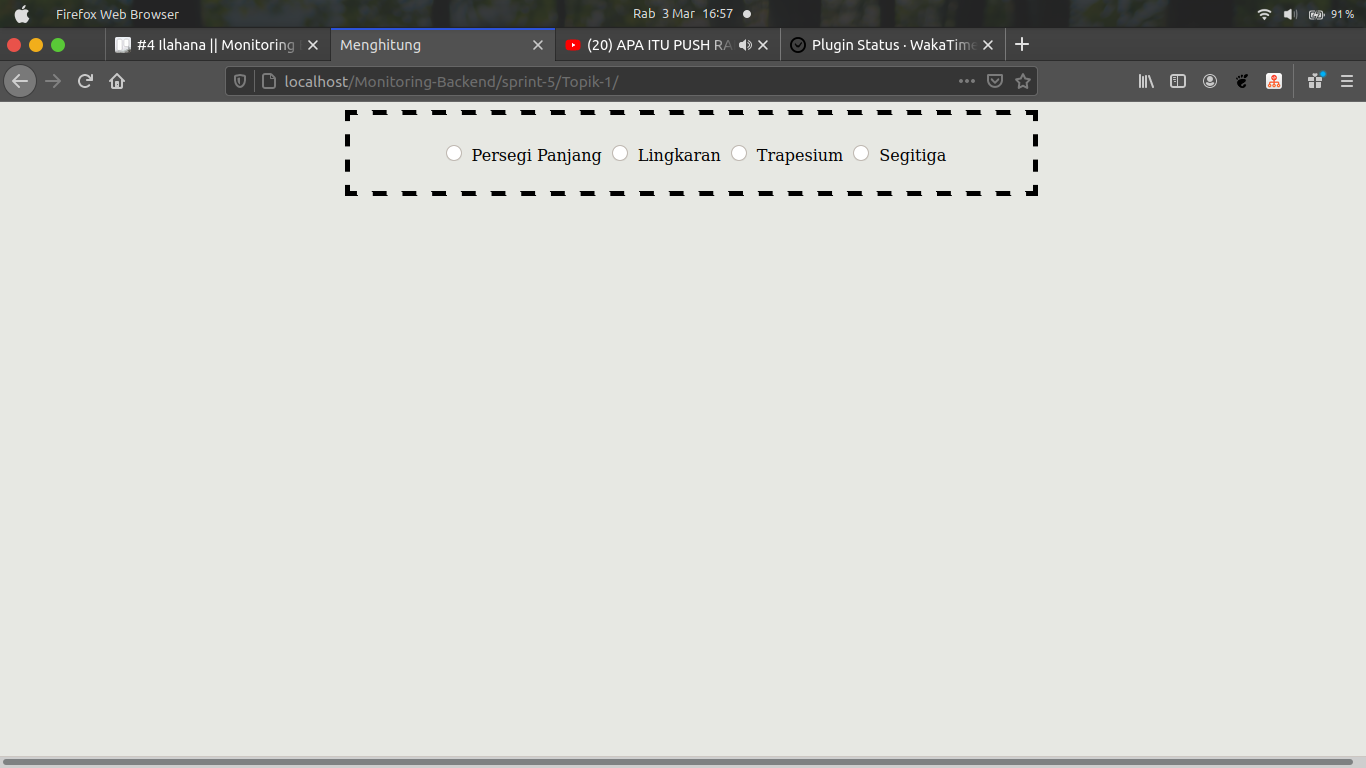 Firefox Web Browser
Rab 3 Mar 16:57
91 %
#4 Ilahana || Monitoring
Menghitung
(20) APA ITU PUSH RA
Plugin Status · WakaTime
localhost/Monitoring-Backend/sprint-5/Topik-1/
Persegi Panjang Lingkaran Trapesium Segitiga